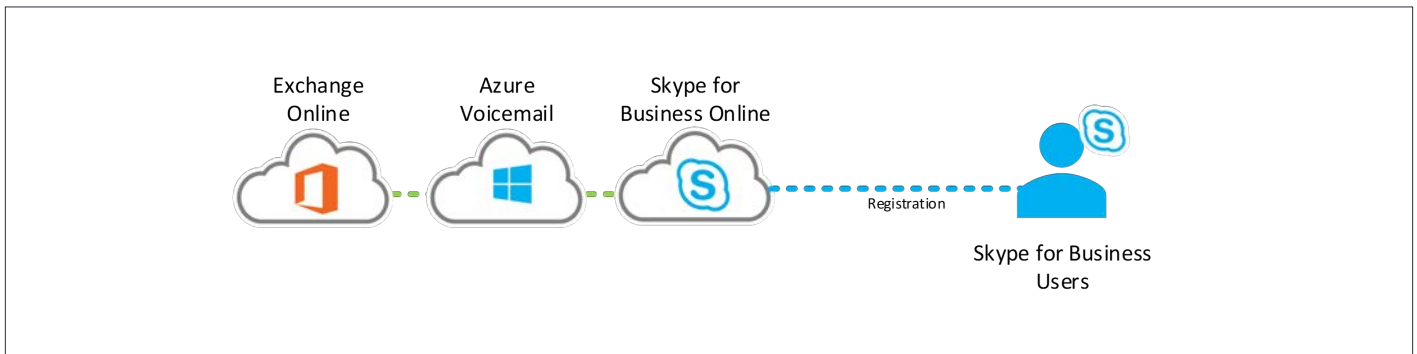 Exchange
Online
Azure
Voicemail
Skype for
Business Online
Registration
Skype for Business
Users